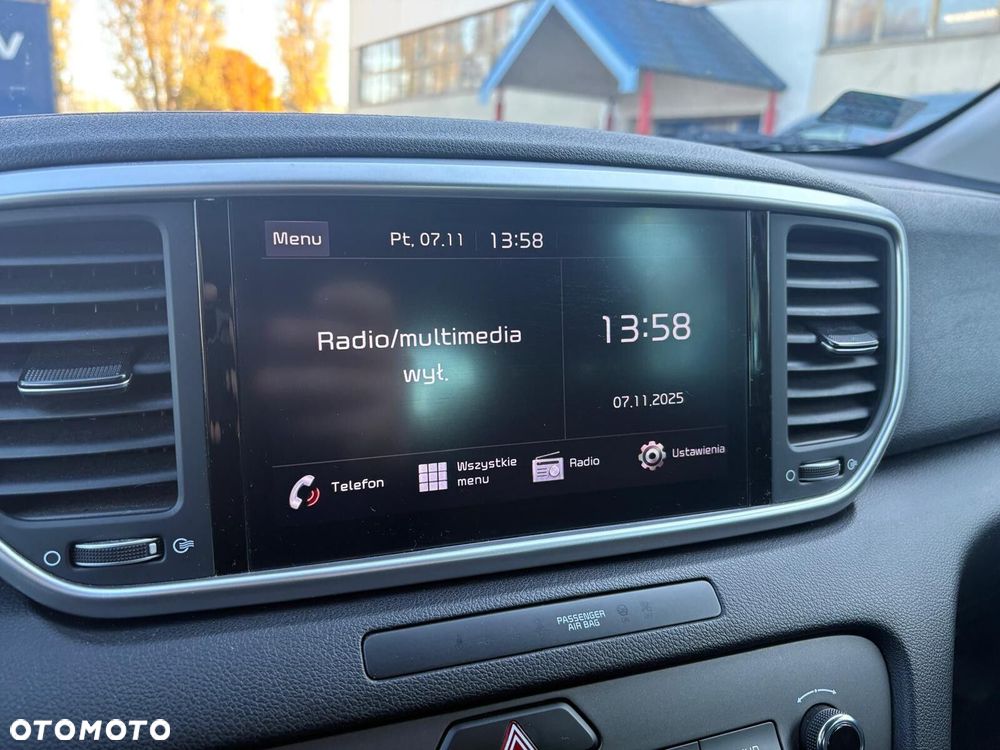 Menu
Pt, 07.11
13:58
Radio/multimedia
wył.
13:58
07.11.2025
Telefon
Wszystkie
menu
Radio
Ustawienia
PASSENGER
AIR BAG
OTOMOTO